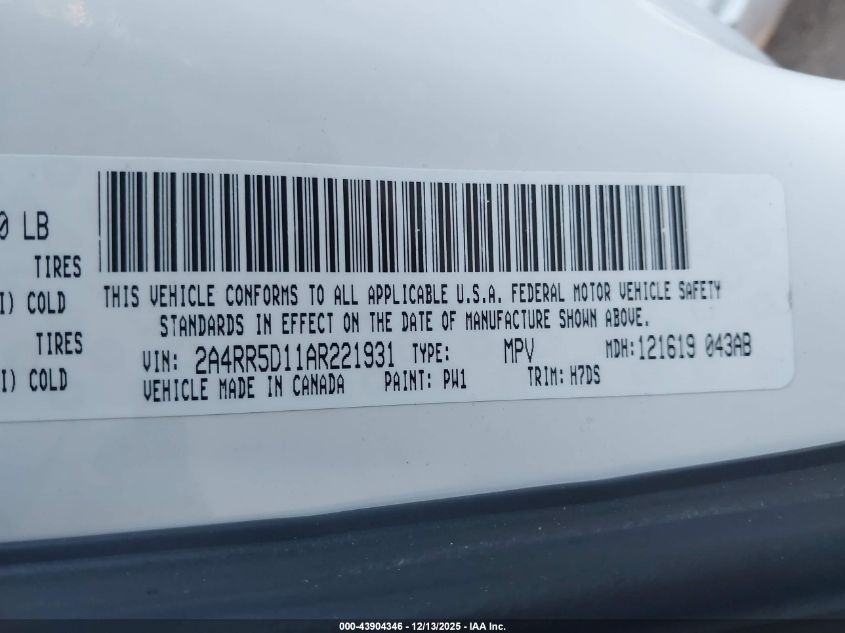 0 LB
TIRES
I) COLD
TIRES
I) COLD
THIS VEHICLE CONFORMS TO ALL APPLICABLE U.S.A. FEDERAL MOTOR VEHICLE SAFETY
STANDARDS IN EFFECT ON THE DATE OF MANUFACTURE SHOWN ABOVE.
VIN: 2A4RR5D11AR221931 TYPE: MPV MDH:121619 043AB
VEHICLE MADE IN CANADA PAINT: PW1 TRIM: H7DS
000-43904346 - 12/13/2025 - IAA Inc.